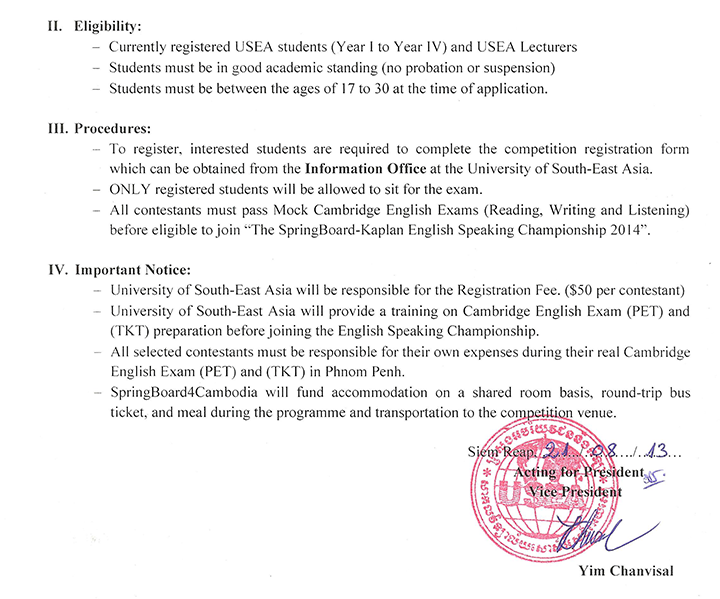 II. Eligibility:
– Currently registered USEA students (Year I to Year IV) and USEA Lecturers
– Students must be in good academic standing (no probation or suspension)
– Students must be between the ages of 17 to 30 at the time of application.
III. Procedures:
– To register, interested students are required to complete the competition registration form
which can be obtained from the Information Office at the University of South-East Asia.
– ONLY registered students will be allowed to sit for the exam.
– All contestants must pass Mock Cambridge English Exams (Reading, Writing and Listening)
before eligible to join “The SpringBoard-Kaplan English Speaking Championship 2014”.
IV. Important Notice:
– University of South-East Asia will be responsible for the Registration Fee. ($50 per contestant)
– University of South-East Asia will provide a training on Cambridge English Exam (PET) and
(TKT) preparation before joining the English Speaking Championship.
– All selected contestants must be responsible for their own expenses during their real Cambridge
English Exam (PET) and (TKT) in Phnom Penh.
– SpringBoard4Cambodia will fund accommodation on a shared room basis, round-trip bus
ticket, and meal during the programme and transportation to the competition venue.
Siem Reap, 21 / 08 / 13
Acting for President
Vice President
USEA
Yim Chanvisal